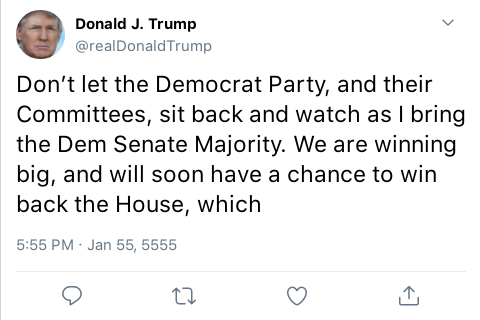 Donald J. Trump
@realDonaldTrump
Don’t let the Democrat Party, and their
Committees, sit back and watch as I bring
the Dem Senate Majority. We are winning
big, and will soon have a chance to win
back the House, which
5:55 PM · Jan 55, 5555